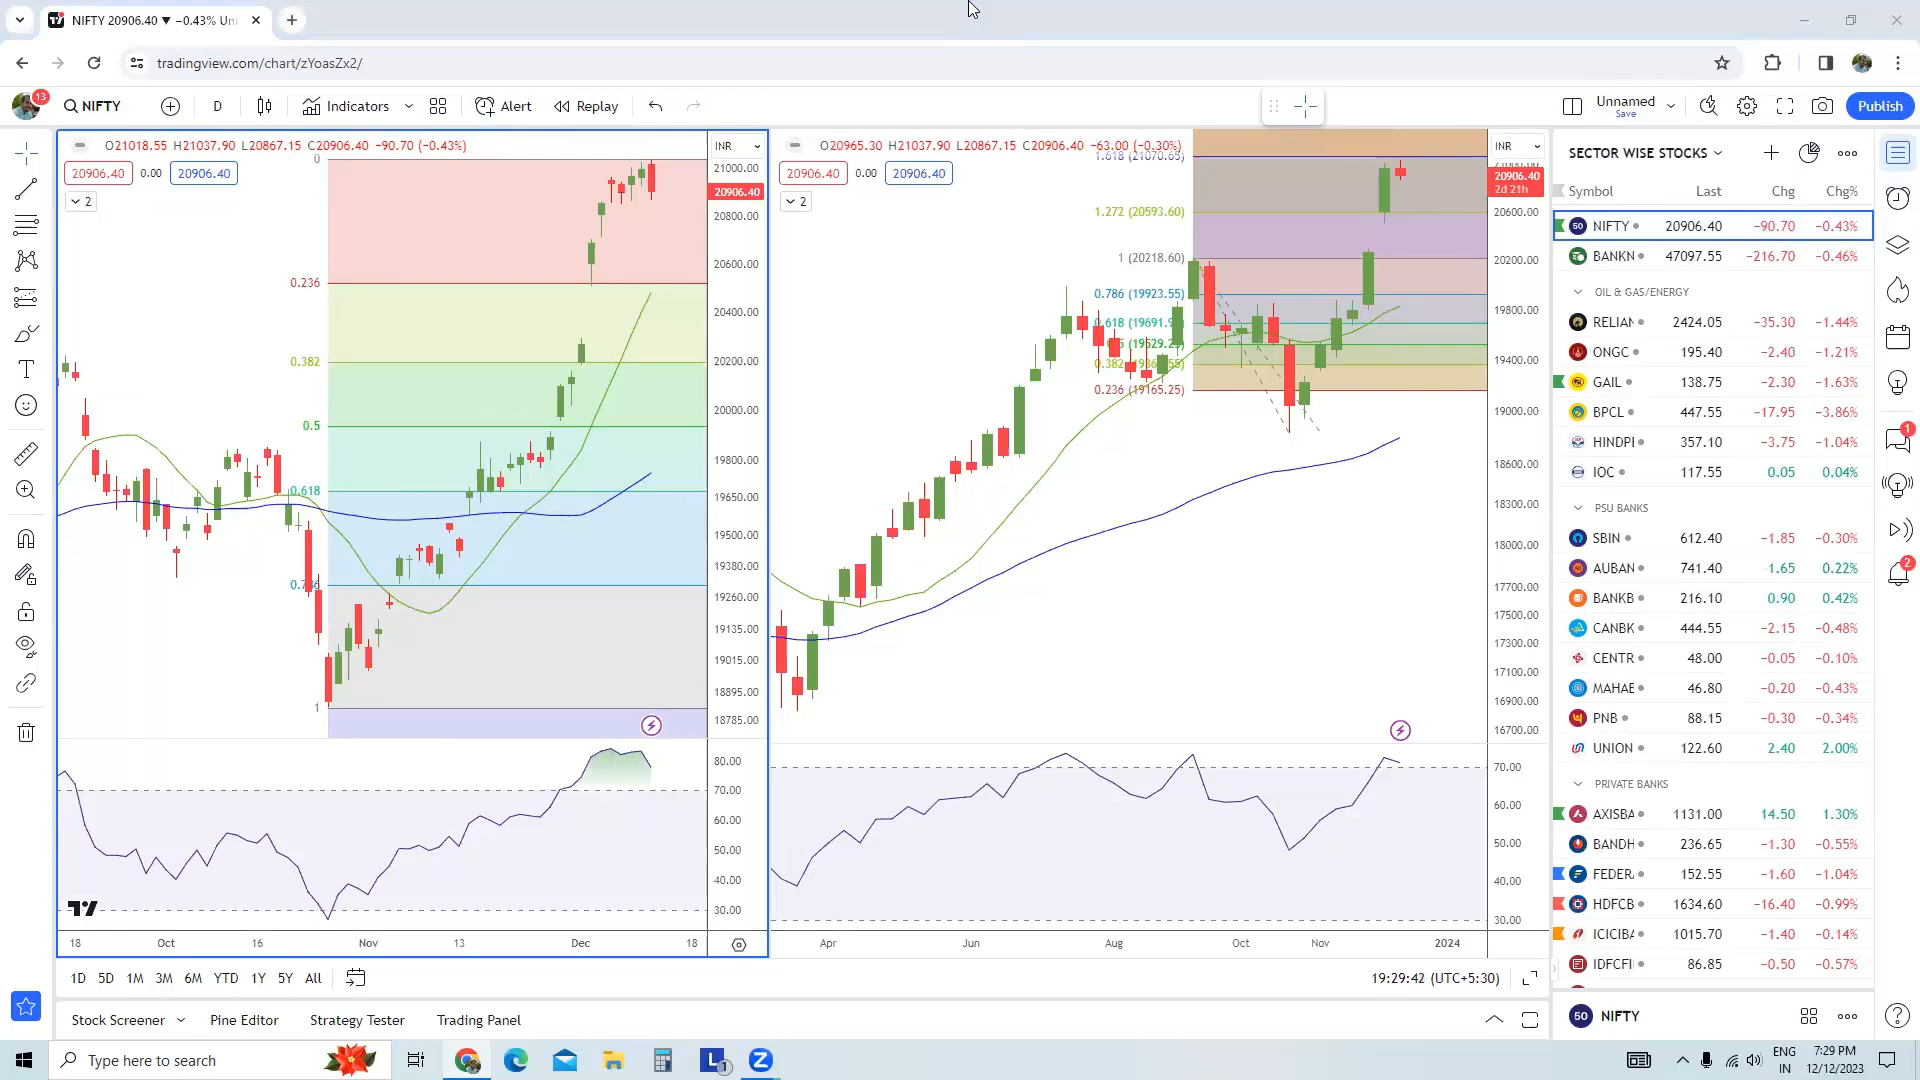 NIFTY 20906.40 ▼ −0.43% Un
tradingview.com/chart/zYoasZx2/
13
NIFTY
D
Indicators
Alert
Replay
Unnamed
Save
Publish
O21018.55 H21037.90 L20867.15 C20906.40 −90.70 (−0.43%)
INR
20906.40 0.00 20906.40
2
0
0.236
0.382
0.5
0.618
1
21000.00
20906.40
20800.00
20600.00
20400.00
20200.00
20000.00
19800.00
19650.00
19500.00
19380.00
19260.00
19135.00
19015.00
18895.00
18785.00
80.00
70.00
60.00
50.00
40.00
30.00
18 Oct 16 Nov 13 Dec 18
O20965.30 H21037.90 L20867.15 C20906.40 −63.00 (−0.30%)
INR
20906.40 0.00 20906.40
2
1.618 (21070.65)
1.272 (20593.60)
1 (20218.60)
0.786 (19923.55)
0.236 (19165.25)
20906.40
2d 21h
20600.00
20200.00
19800.00
19400.00
19000.00
18600.00
18300.00
18000.00
17700.00
17500.00
17300.00
17100.00
16900.00
16700.00
70.00
60.00
50.00
40.00
30.00
Apr Jun Aug Oct Nov 2024
1D 5D 1M 3M 6M YTD 1Y 5Y All
19:29:42 (UTC+5:30)
Stock Screener Pine Editor Strategy Tester Trading Panel
SECTOR WISE STOCKS
Symbol Last Chg Chg%
50 NIFTY 20906.40 −90.70 −0.43%
BANKN 47097.55 −216.70 −0.46%
OIL & GAS/ENERGY
RELIAN 2424.05 −35.30 −1.44%
ONGC 195.40 −2.40 −1.21%
GAIL 138.75 −2.30 −1.63%
BPCL 447.55 −17.95 −3.86%
HINDPE 357.10 −3.75 −1.04%
IOC 117.55 0.05 0.04%
PSU BANKS
SBIN 612.40 −1.85 −0.30%
AUBAN 741.40 1.65 0.22%
BANKB 216.10 0.90 0.42%
CANBK 444.55 −2.15 −0.48%
CENTR 48.00 −0.05 −0.10%
MAHAB 46.80 −0.20 −0.43%
PNB 88.15 −0.30 −0.34%
UNION 122.60 2.40 2.00%
PRIVATE BANKS
AXISBA 1131.00 14.50 1.30%
BANDH 236.65 −1.30 −0.55%
FEDER 152.55 −1.60 −1.04%
HDFCB 1634.60 −16.40 −0.99%
ICICIBA 1015.70 −1.40 −0.14%
IDFCFI 86.85 −0.50 −0.57%
50 NIFTY
1
2
Type here to search
L 1
ENG
IN
7:29 PM
12/12/2023